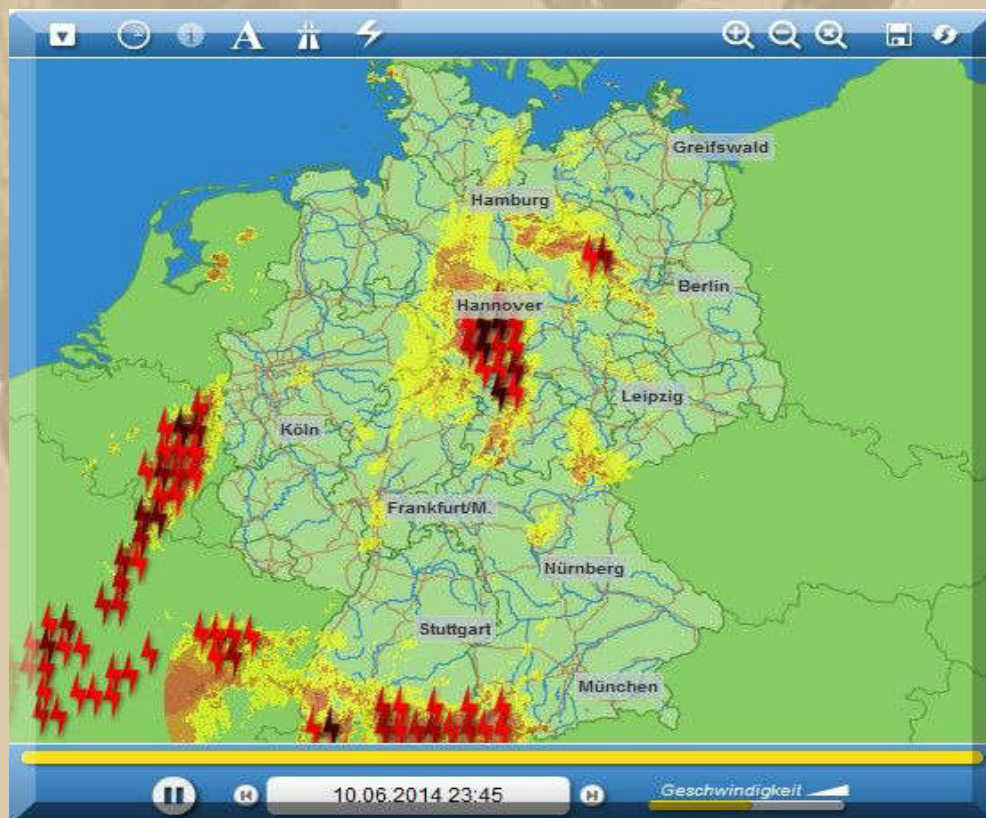 A
Greifswald
Hamburg
Berlin
Hannover
Leipzig
Köln
Frankfurt/M.
Nürnberg
Stuttgart
München
10.06.2014 23:45
Geschwindigkeit